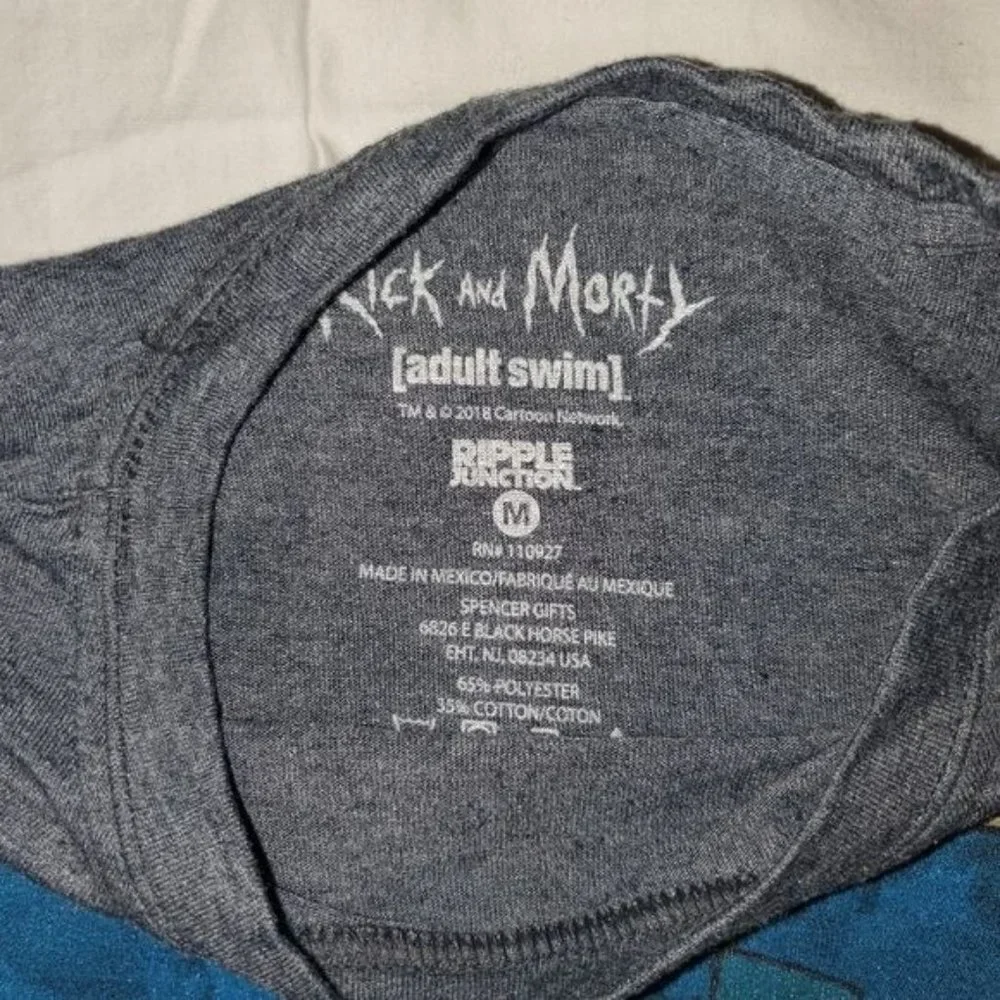 Rick AND MORTY
[adult swim]
TM & © 2018 Cartoon Network.
RIPPLE
JUNCTION
M
RN# 110927
MADE IN MEXICO/FABRIQUÉ AU MEXIQUE
SPENCER GIFTS
6826 E BLACK HORSE PIKE
EHT. NJ, 08234 USA
65% POLYESTER
35% COTTON/COTON